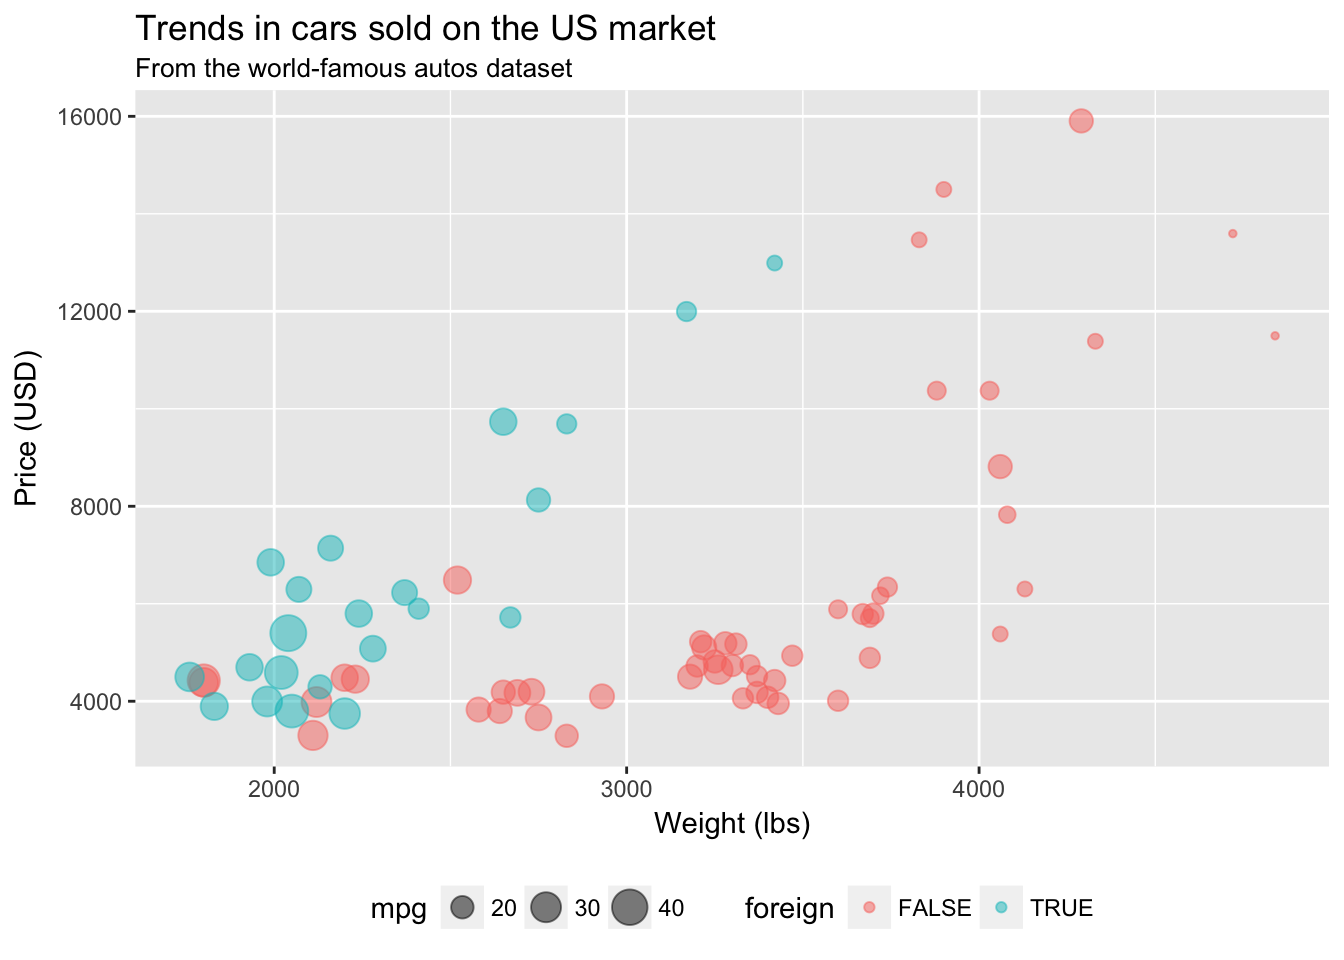 Trends in cars sold on the US market
From the world-famous autos dataset
16000
12000
8000
4000
Price (USD)
2000 3000 4000
Weight (lbs)
mpg 20 30 40 foreign FALSE TRUE